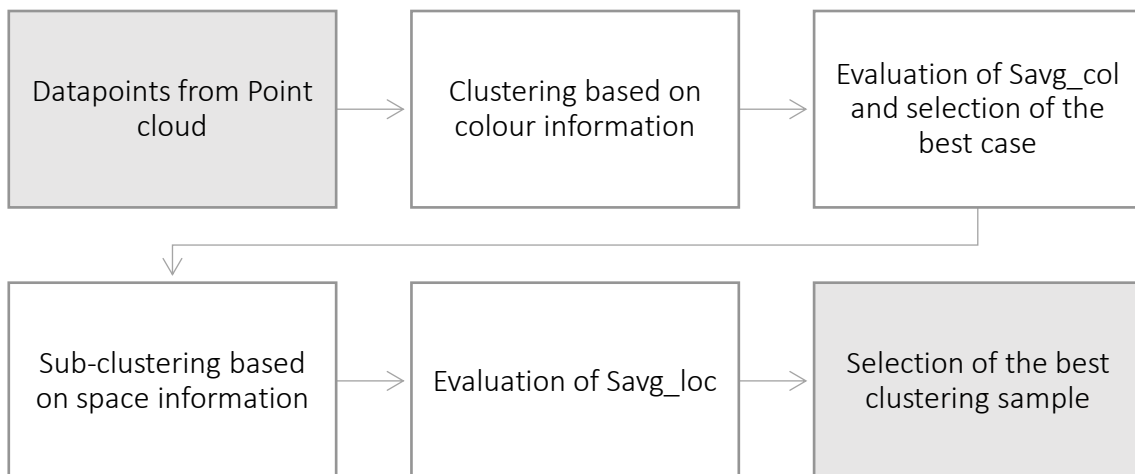 Datapoints from Point
cloud
Clustering based on
colour information
Evaluation of Savg_col
and selection of the
best case
Sub-clustering based
on space information
Evaluation of Savg_loc
Selection of the best
clustering sample